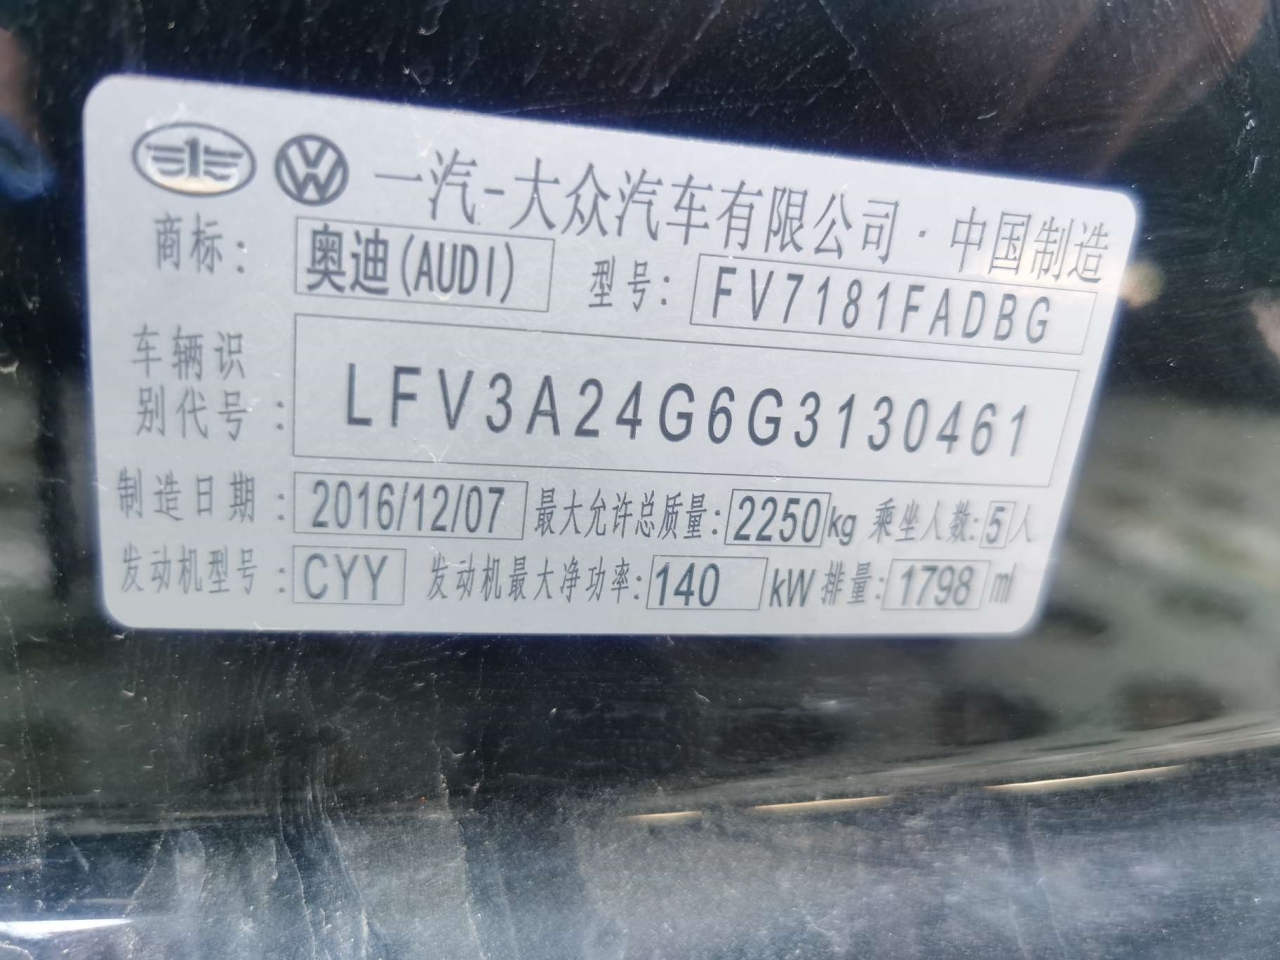 一汽-大众汽车有限公司·中国制造
商标: 奥迪(AUDI) 型号: FV7181FADBG
车辆识
别代号: LFV3A24G6G3130461
制造日期: 2016/12/07 最大允许总质量: 2250kg 乘坐人数: 5人
发动机型号: CYY 发动机最大净功率: 140 kW 排量: 1798 ml